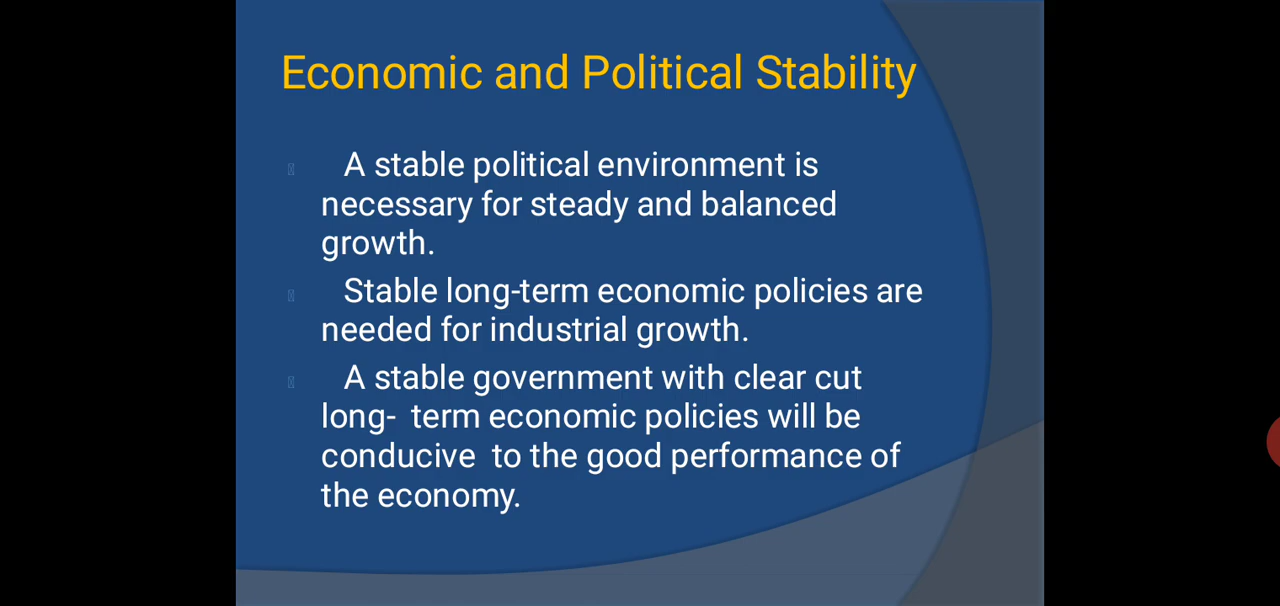 Economic and Political Stability
A stable political environment is
necessary for steady and balanced
growth.
Stable long-term economic policies are
needed for industrial growth.
A stable government with clear cut
long- term economic policies will be
conducive to the good performance of
the economy.